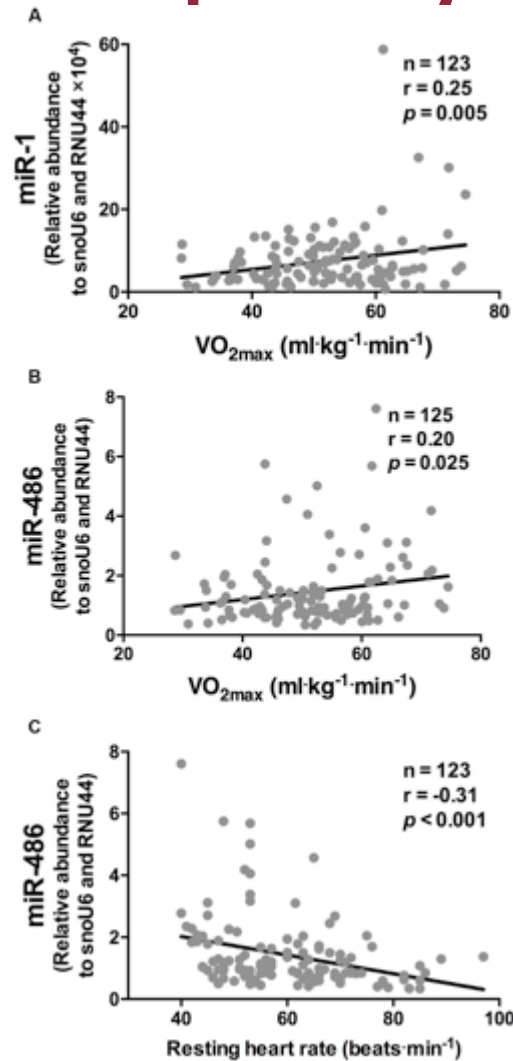 A
miR-1
(Relative abundance
to snoU6 and RNU44 ×10⁴)
60
40
20
0
n = 123
r = 0.25
p = 0.005
20 40 60 80
VO₂max (ml·kg⁻¹·min⁻¹)
B
miR-486
(Relative abundance
to snoU6 and RNU44)
8
6
4
2
0
n = 125
r = 0.20
p = 0.025
20 40 60 80
VO₂max (ml·kg⁻¹·min⁻¹)
C
miR-486
(Relative abundance
to snoU6 and RNU44)
8
6
4
2
0
n = 123
r = -0.31
p < 0.001
40 60 80 100
Resting heart rate (beats·min⁻¹)